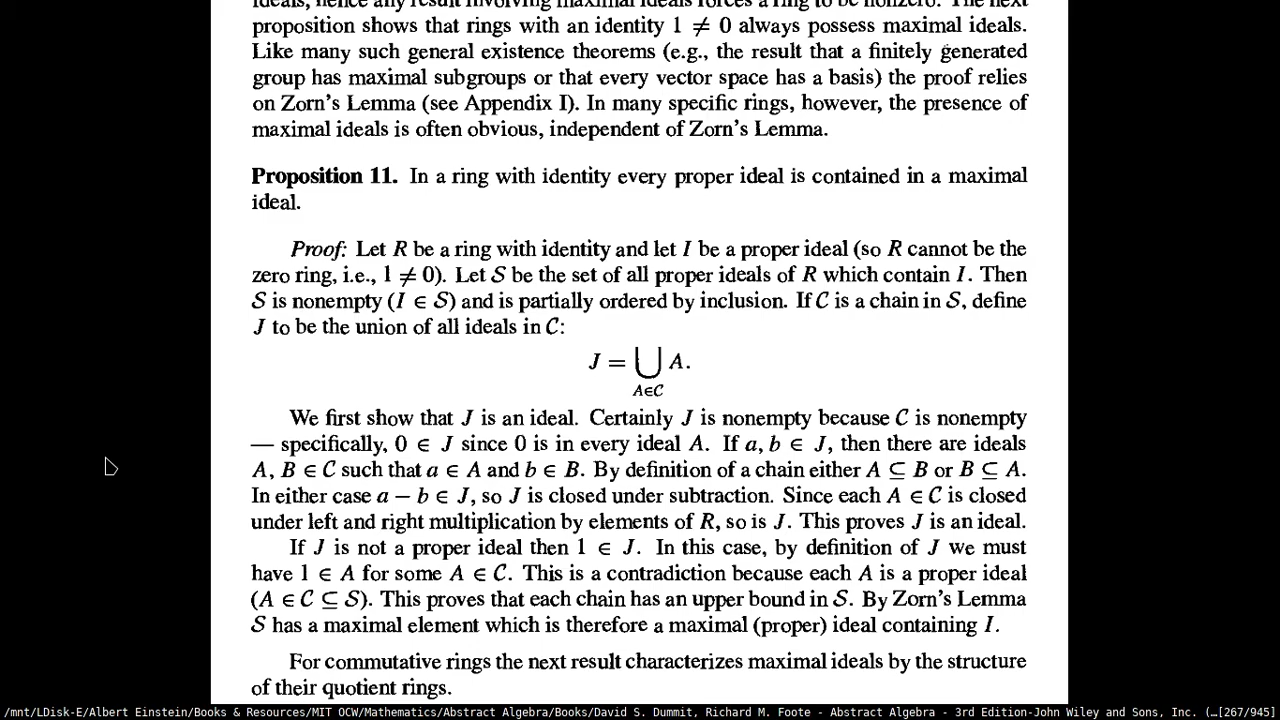 ideals, hence any result involving maximal ideals forces a ring to be nonzero. The next
proposition shows that rings with an identity 1 ≠ 0 always possess maximal ideals.
Like many such general existence theorems (e.g., the result that a finitely generated
group has maximal subgroups or that every vector space has a basis) the proof relies
on Zorn's Lemma (see Appendix I). In many specific rings, however, the presence of
maximal ideals is often obvious, independent of Zorn's Lemma.
Proposition 11. In a ring with identity every proper ideal is contained in a maximal
ideal.
Proof: Let R be a ring with identity and let I be a proper ideal (so R cannot be the
zero ring, i.e., 1 ≠ 0). Let 𝒮 be the set of all proper ideals of R which contain I. Then
𝒮 is nonempty (I ∈ 𝒮) and is partially ordered by inclusion. If 𝒞 is a chain in 𝒮, define
J to be the union of all ideals in 𝒞:
J = ⋃ A.
A∈𝒞
We first show that J is an ideal. Certainly J is nonempty because 𝒞 is nonempty
— specifically, 0 ∈ J since 0 is in every ideal A. If a, b ∈ J, then there are ideals
A, B ∈ 𝒞 such that a ∈ A and b ∈ B. By definition of a chain either A ⊆ B or B ⊆ A.
In either case a − b ∈ J, so J is closed under subtraction. Since each A ∈ 𝒞 is closed
under left and right multiplication by elements of R, so is J. This proves J is an ideal.
If J is not a proper ideal then 1 ∈ J. In this case, by definition of J we must
have 1 ∈ A for some A ∈ 𝒞. This is a contradiction because each A is a proper ideal
(A ∈ 𝒞 ⊆ 𝒮). This proves that each chain has an upper bound in 𝒮. By Zorn's Lemma
𝒮 has a maximal element which is therefore a maximal (proper) ideal containing I.
For commutative rings the next result characterizes maximal ideals by the structure
of their quotient rings.
/mnt/LDisk-E/Albert Einstein/Books & Resources/MIT OCW/Mathematics/Abstract Algebra/Books/David S. Dummit, Richard M. Foote - Abstract Algebra - 3rd Edition-John Wiley and Sons, Inc. (…[267/945]